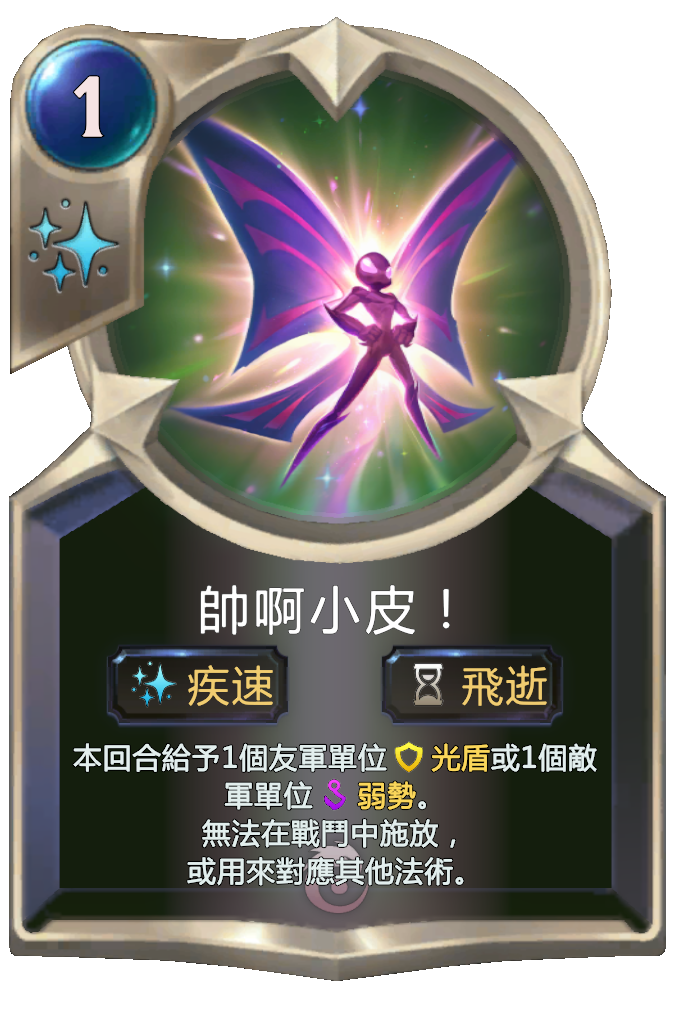 1
帥啊小皮！
疾速 飛逝
本回合給予1個友軍單位 光盾或1個敵
軍單位 弱勢。
無法在戰鬥中施放，
或用來對應其他法術。